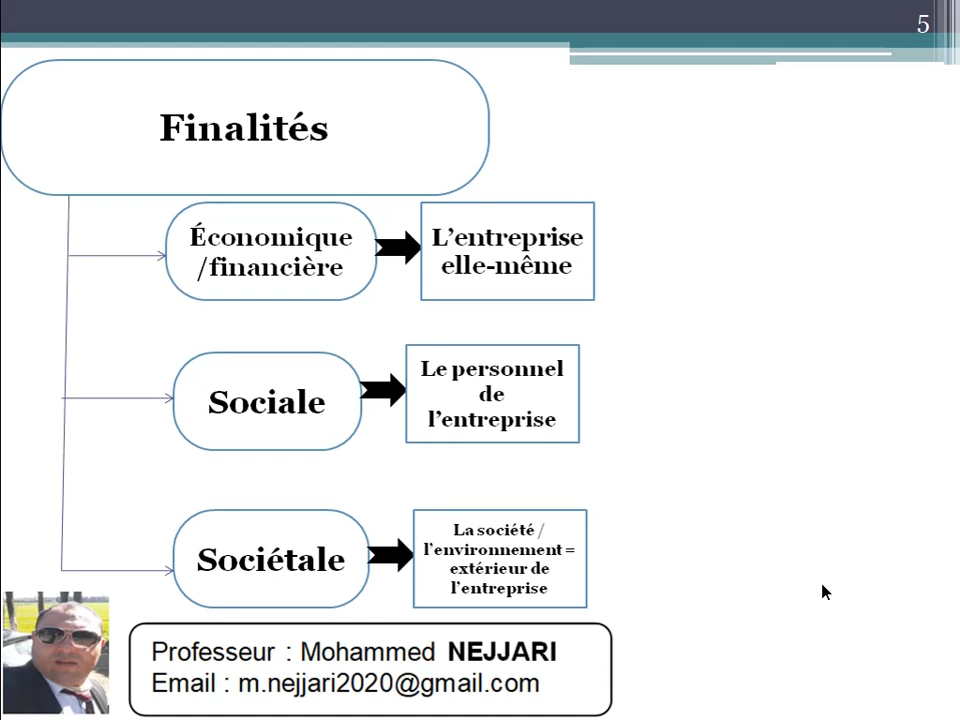 5
Finalités
Économique
/financière
L’entreprise
elle-même
Sociale
Le personnel
de
l’entreprise
Sociétale
La société /
l’environnement =
extérieur de
l’entreprise
Professeur : Mohammed NEJJARI
Email : m.nejjari2020@gmail.com